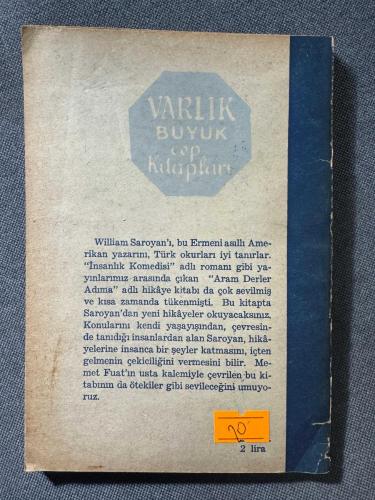 VARLIK
BÜYÜK
cep
Kitapları
William Saroyan'ı, bu Ermeni asıllı Ame-
rikan yazarını, Türk okurları iyi tanırlar.
"İnsanlık Komedisi" adlı romanı gibi ya-
yınlarımız arasında çıkan "Aram Derler
Adıma" adlı hikâye kitabı da çok sevilmiş
ve kısa zamanda tükenmişti. Bu kitapta
Saroyan'dan yeni hikâyeler okuyacaksınız.
Konularını kendi yaşayışından, çevresin-
de tanıdığı insanlardan alan Saroyan, hikâ-
yelerine insanca bir şeyler katmasını, içten
gelmenin çekiciliğini vermesini bilir. Me-
met Fuat'ın usta kalemiyle çevrilen bu ki-
tabının da ötekiler gibi sevileceğini umuyo-
ruz.
20
2 lira